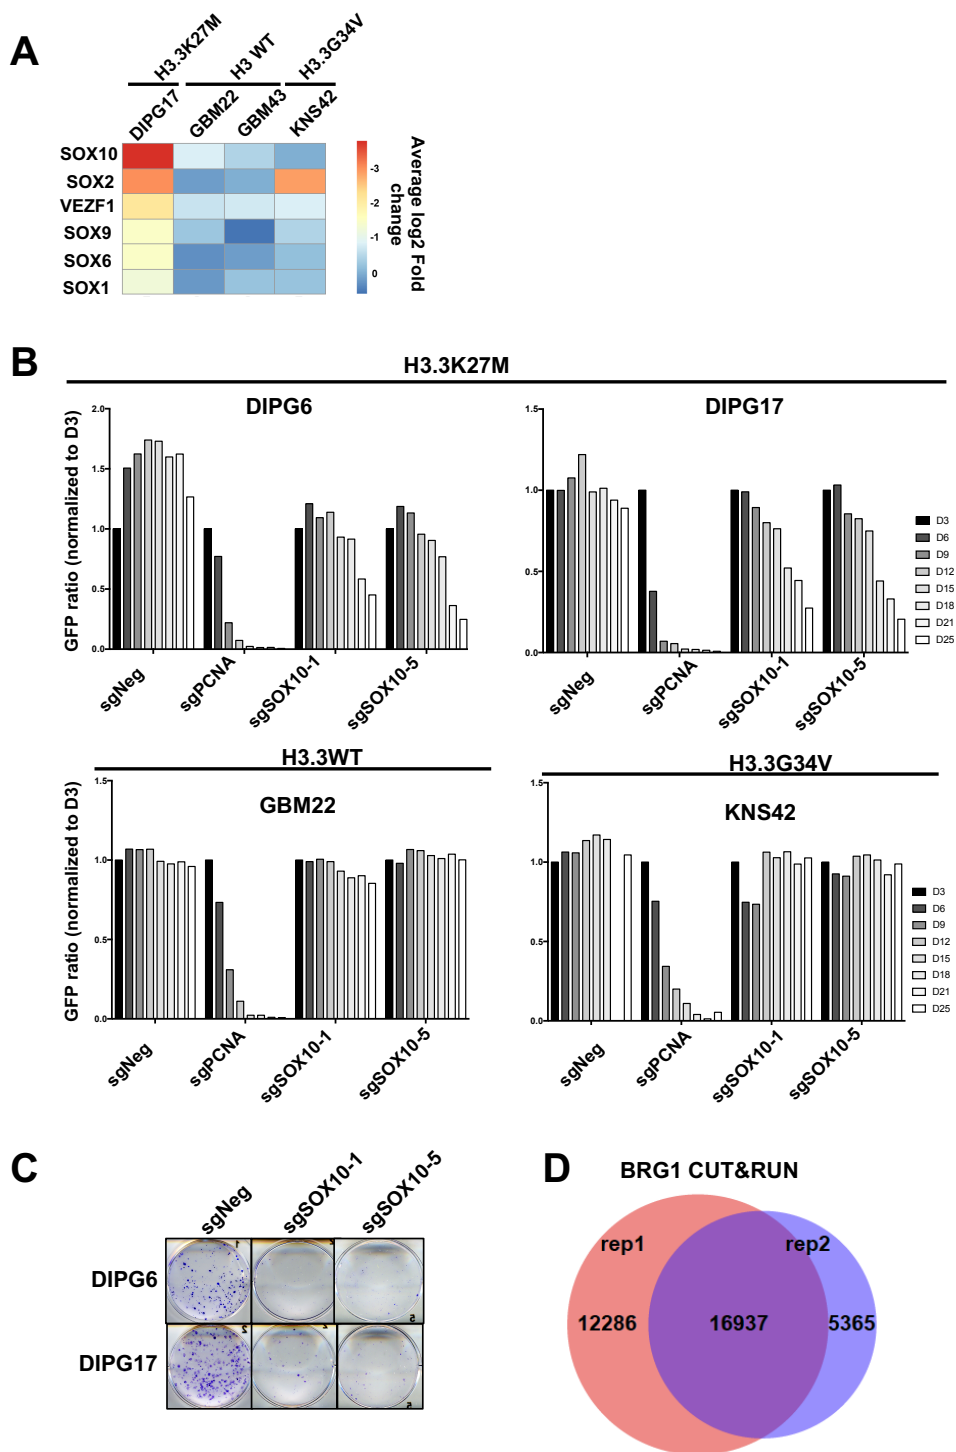 A
H3.3K27M
H3 WT
H3.3G34V
DIPG17
GBM22
GBM43
KNS42
SOX10
SOX2
VEZF1
SOX9
SOX6
SOX1
-3
-2
-1
0
Average log2 Fold
change
B
H3.3K27M
DIPG6
GFP ratio (normalized to D3)
2.0
1.5
1.0
0.5
0.0
sgNeg
sgPCNA
sgSOX10-1
sgSOX10-5
DIPG17
1.5
1.0
0.5
0.0
sgNeg
sgPCNA
sgSOX10-1
sgSOX10-5
D3
D6
D9
D12
D15
D18
D21
D25
H3.3WT
GBM22
GFP ratio (normalized to D3)
1.5
1.0
0.5
0.0
sgNeg
sgPCNA
sgSOX10-1
sgSOX10-5
H3.3G34V
KNS42
1.5
1.0
0.5
0.0
sgNeg
sgPCNA
sgSOX10-1
sgSOX10-5
D3
D6
D9
D12
D15
D18
D21
D25
C
sgNeg
sgSOX10-1
sgSOX10-5
DIPG6
DIPG17
D
BRG1 CUT&RUN
rep1
rep2
12286
16937
5365